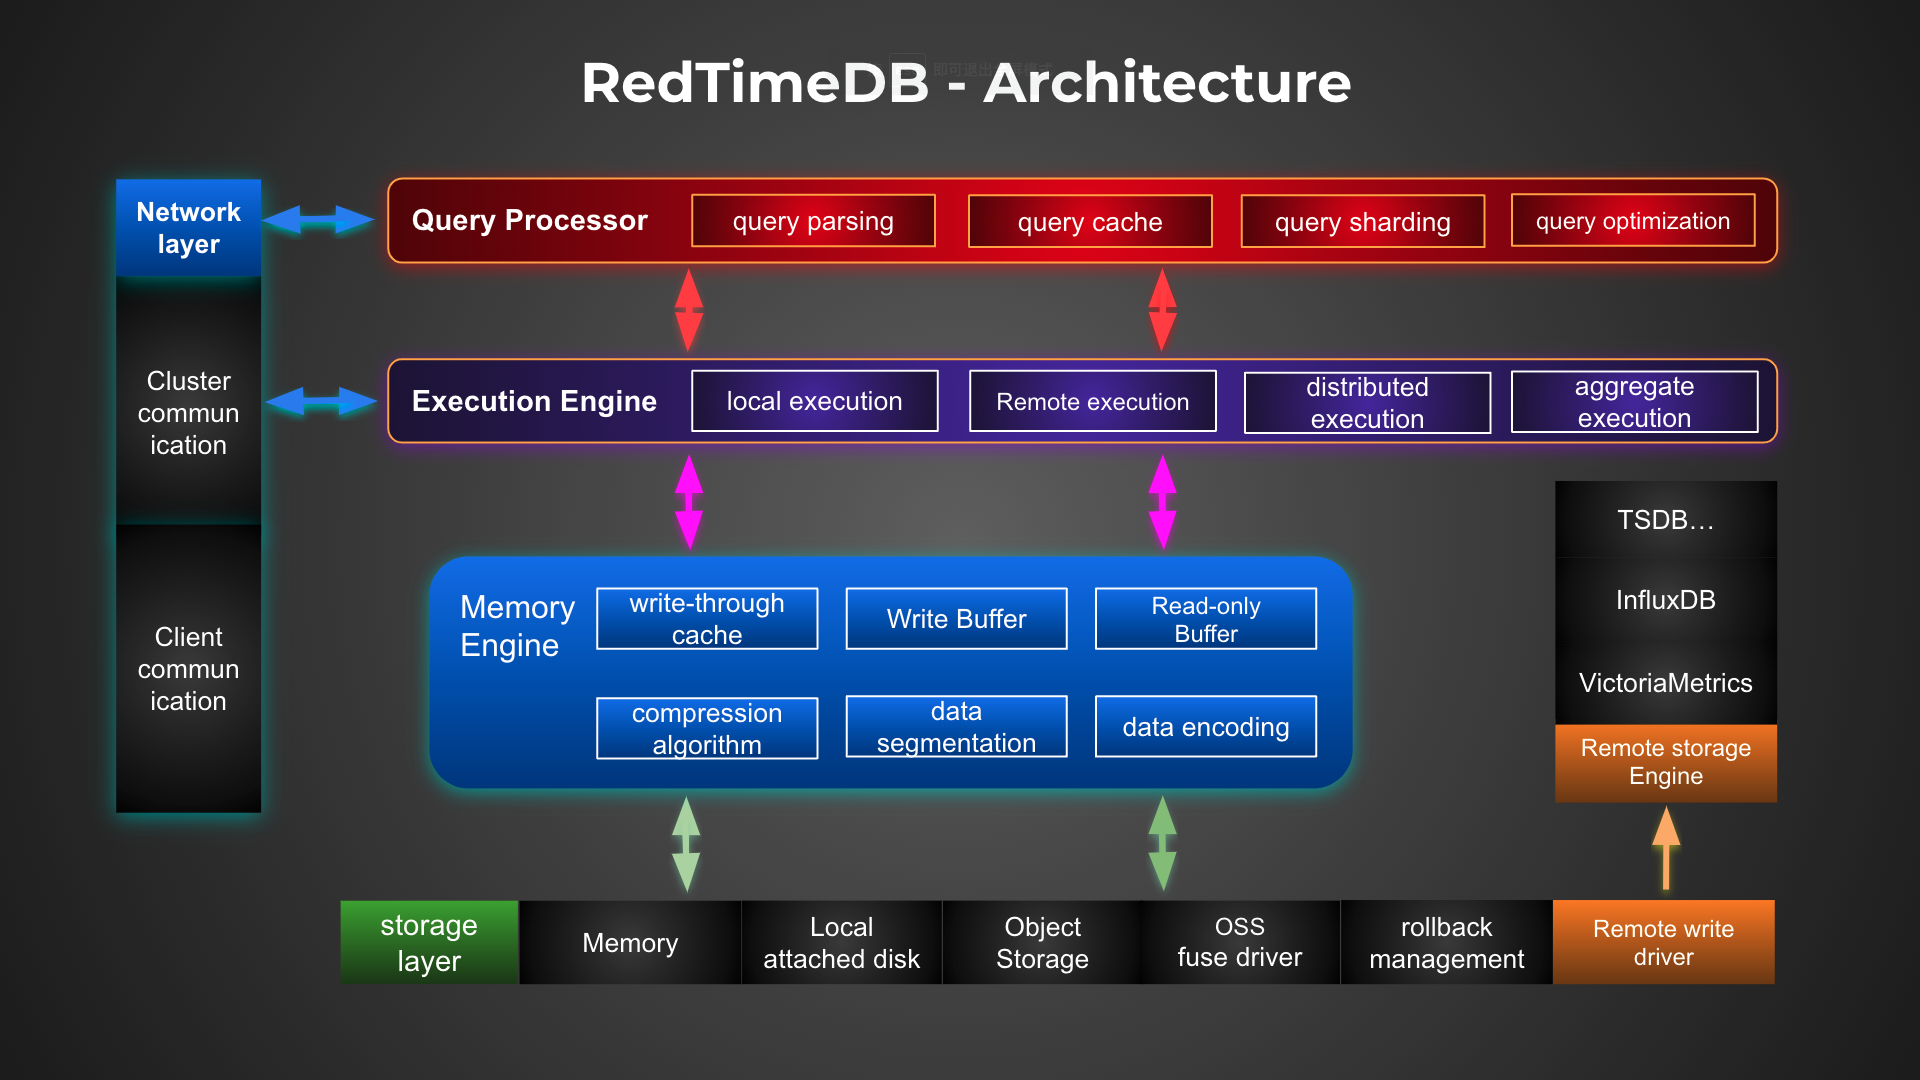 RedTimeDB - Architecture
Network
layer
Cluster
commun
ication
Client
commun
ication
Query Processor
query parsing
query cache
query sharding
query optimization
Execution Engine
local execution
Remote execution
distributed
execution
aggregate
execution
Memory
Engine
write-through
cache
Write Buffer
Read-only
Buffer
compression
algorithm
data
segmentation
data encoding
TSDB…
InfluxDB
VictoriaMetrics
Remote storage
Engine
storage
layer
Memory
Local
attached disk
Object
Storage
OSS
fuse driver
rollback
management
Remote write
driver